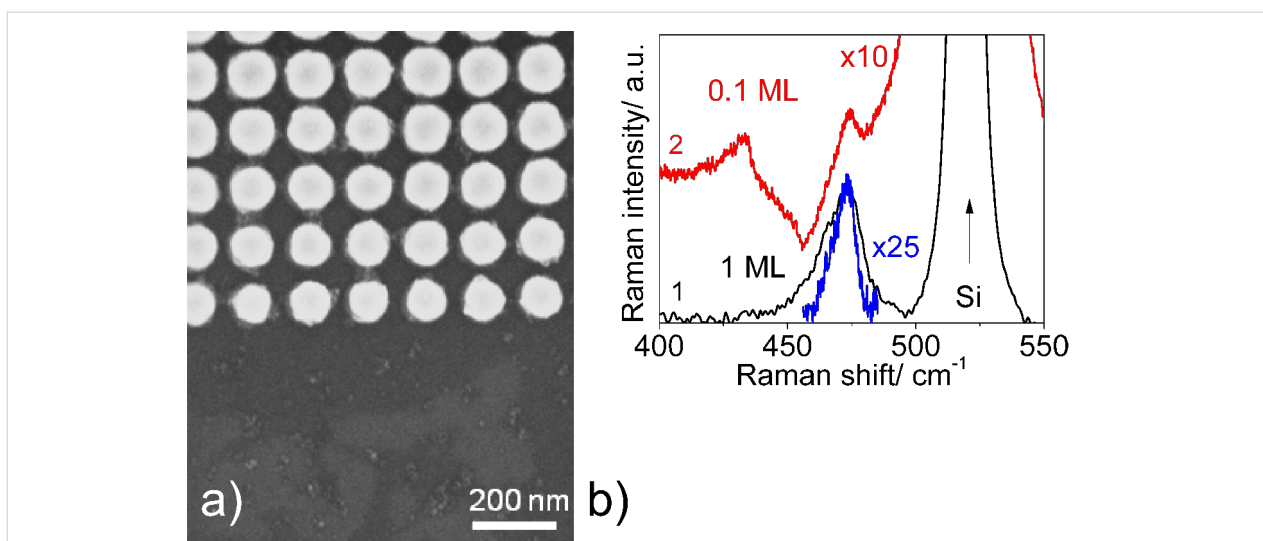 a)
200 nm
b)
Raman intensity/ a.u.
x10
0.1 ML
2
x25
1 ML
1
Si
400 450 500 550
Raman shift/ cm⁻¹